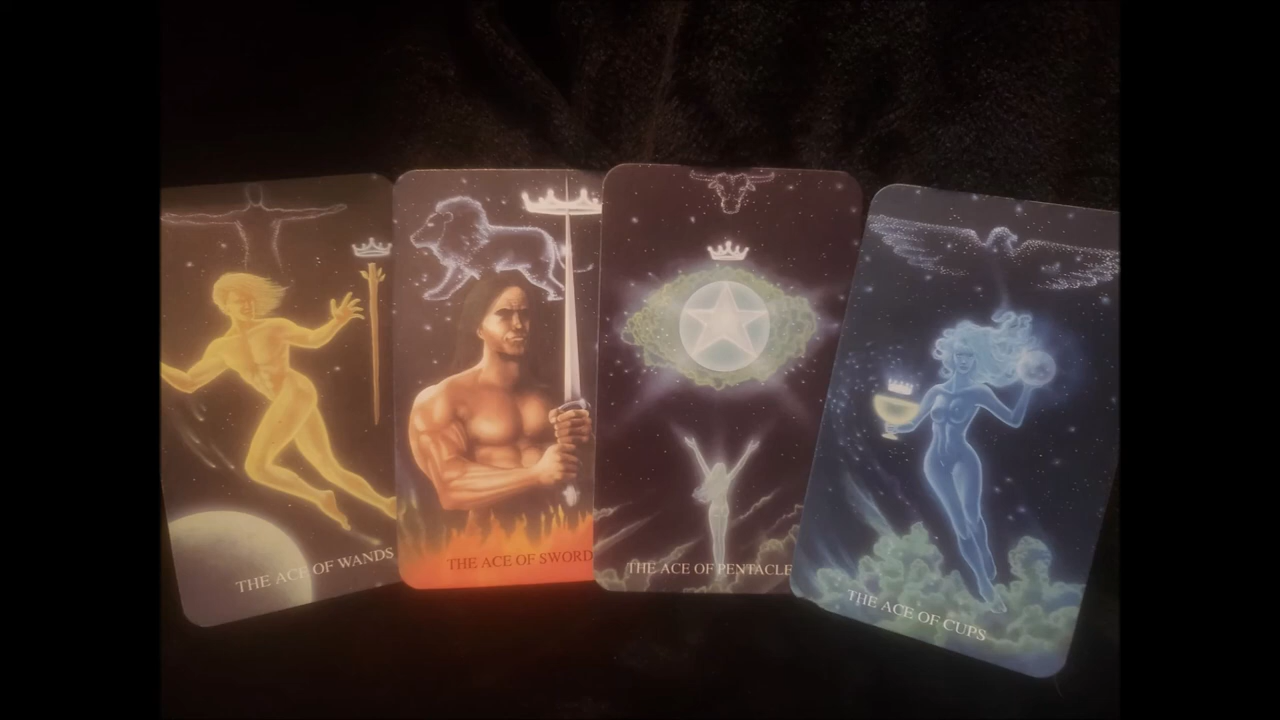 THE ACE OF WANDS
THE ACE OF SWORD
THE ACE OF PENTACLE
THE ACE OF CUPS